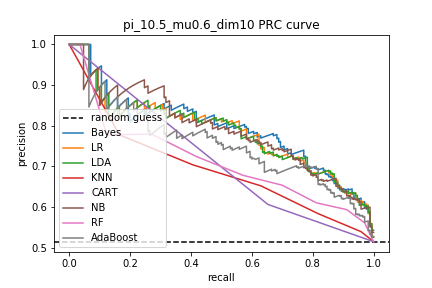 pi_10.5_mu0.6_dim10 PRC curve
1.0
0.9
0.8
0.7
0.6
0.5
precision
random guess
Bayes
LR
LDA
KNN
CART
NB
RF
AdaBoost
0.0 0.2 0.4 0.6 0.8 1.0
recall